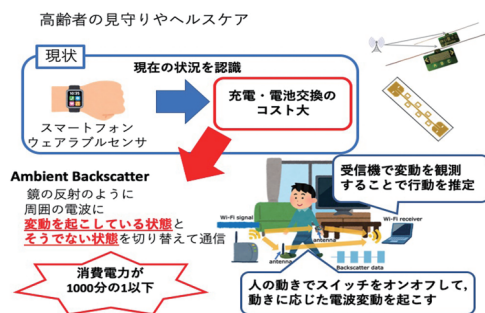 高齢者の見守りやヘルスケア
現状
現在の状況を認識
充電・電池交換の
コスト大
スマートフォン
ウェアラブルセンサ
Ambient Backscatter
鏡の反射のように
周囲の電波に
変動を起こしている状態と
そうでない状態を切り替えて通信
消費電力が
1000分の1以下
受信機で変動を観測
することで行動を推定
Wi-Fi signal
Wi-Fi receiver
antenna
antenna
Backscatter data
人の動きでスイッチをオンオフして,
動きに応じた電波変動を起こす